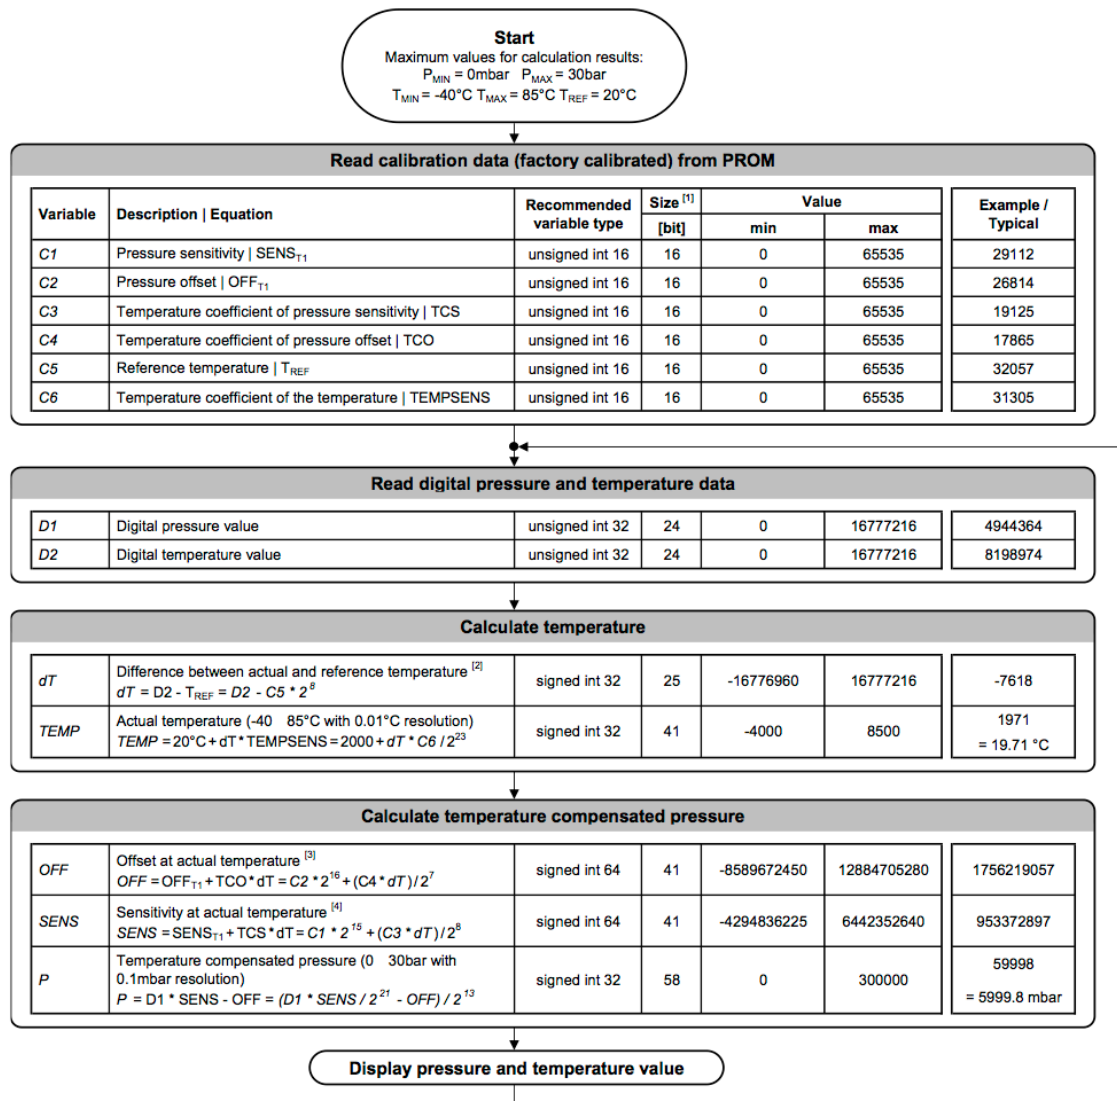 Start
Maximum values for calculation results:
P_MIN = 0mbar P_MAX = 30bar
T_MIN = -40°C T_MAX = 85°C T_REF = 20°C
Read calibration data (factory calibrated) from PROM
Variable | Description | Equation | Recommended variable type | Size [1] [bit] | Value min | max | Example / Typical
C1 | Pressure sensitivity | SENS_T1 | unsigned int 16 | 16 | 0 | 65535 | 29112
C2 | Pressure offset | OFF_T1 | unsigned int 16 | 16 | 0 | 65535 | 26814
C3 | Temperature coefficient of pressure sensitivity | TCS | unsigned int 16 | 16 | 0 | 65535 | 19125
C4 | Temperature coefficient of pressure offset | TCO | unsigned int 16 | 16 | 0 | 65535 | 17865
C5 | Reference temperature | T_REF | unsigned int 16 | 16 | 0 | 65535 | 32057
C6 | Temperature coefficient of the temperature | TEMPSENS | unsigned int 16 | 16 | 0 | 65535 | 31305
Read digital pressure and temperature data
D1 | Digital pressure value | unsigned int 32 | 24 | 0 | 16777216 | 4944364
D2 | Digital temperature value | unsigned int 32 | 24 | 0 | 16777216 | 8198974
Calculate temperature
dT | Difference between actual and reference temperature [2]
dT = D2 - T_REF = D2 - C5 * 2^8 | signed int 32 | 25 | -16776960 | 16777216 | -7618
TEMP | Actual temperature (-40 85°C with 0.01°C resolution)
TEMP = 20°C + dT * TEMPSENS = 2000 + dT * C6 / 2^23 | signed int 32 | 41 | -4000 | 8500 | 1971
= 19.71 °C
Calculate temperature compensated pressure
OFF | Offset at actual temperature [3]
OFF = OFF_T1 + TCO * dT = C2 * 2^16 + (C4 * dT) / 2^7 | signed int 64 | 41 | -8589672450 | 12884705280 | 1756219057
SENS | Sensitivity at actual temperature [4]
SENS = SENS_T1 + TCS * dT = C1 * 2^15 + (C3 * dT) / 2^8 | signed int 64 | 41 | -4294836225 | 6442352640 | 953372897
P | Temperature compensated pressure (0 30bar with
0.1mbar resolution)
P = D1 * SENS - OFF = (D1 * SENS / 2^21 - OFF) / 2^13 | signed int 32 | 58 | 0 | 300000 | 59998
= 5999.8 mbar
Display pressure and temperature value